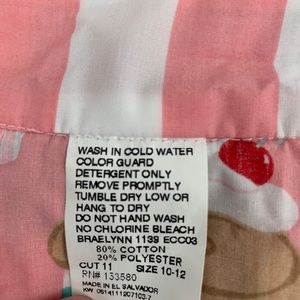 WASH IN COLD WATER
COLOR GUARD
DETERGENT ONLY
REMOVE PROMPTLY
TUMBLE DRY LOW OR
HANG TO DRY
DO NOT HAND WASH
NO CHLORINE BLEACH
BRAELYNN 1139 ECC03
80% COTTON
20% POLYESTER
CUT 11 SIZE 10-12
RN# 133580
MADE IN EL SALVADOR
KW